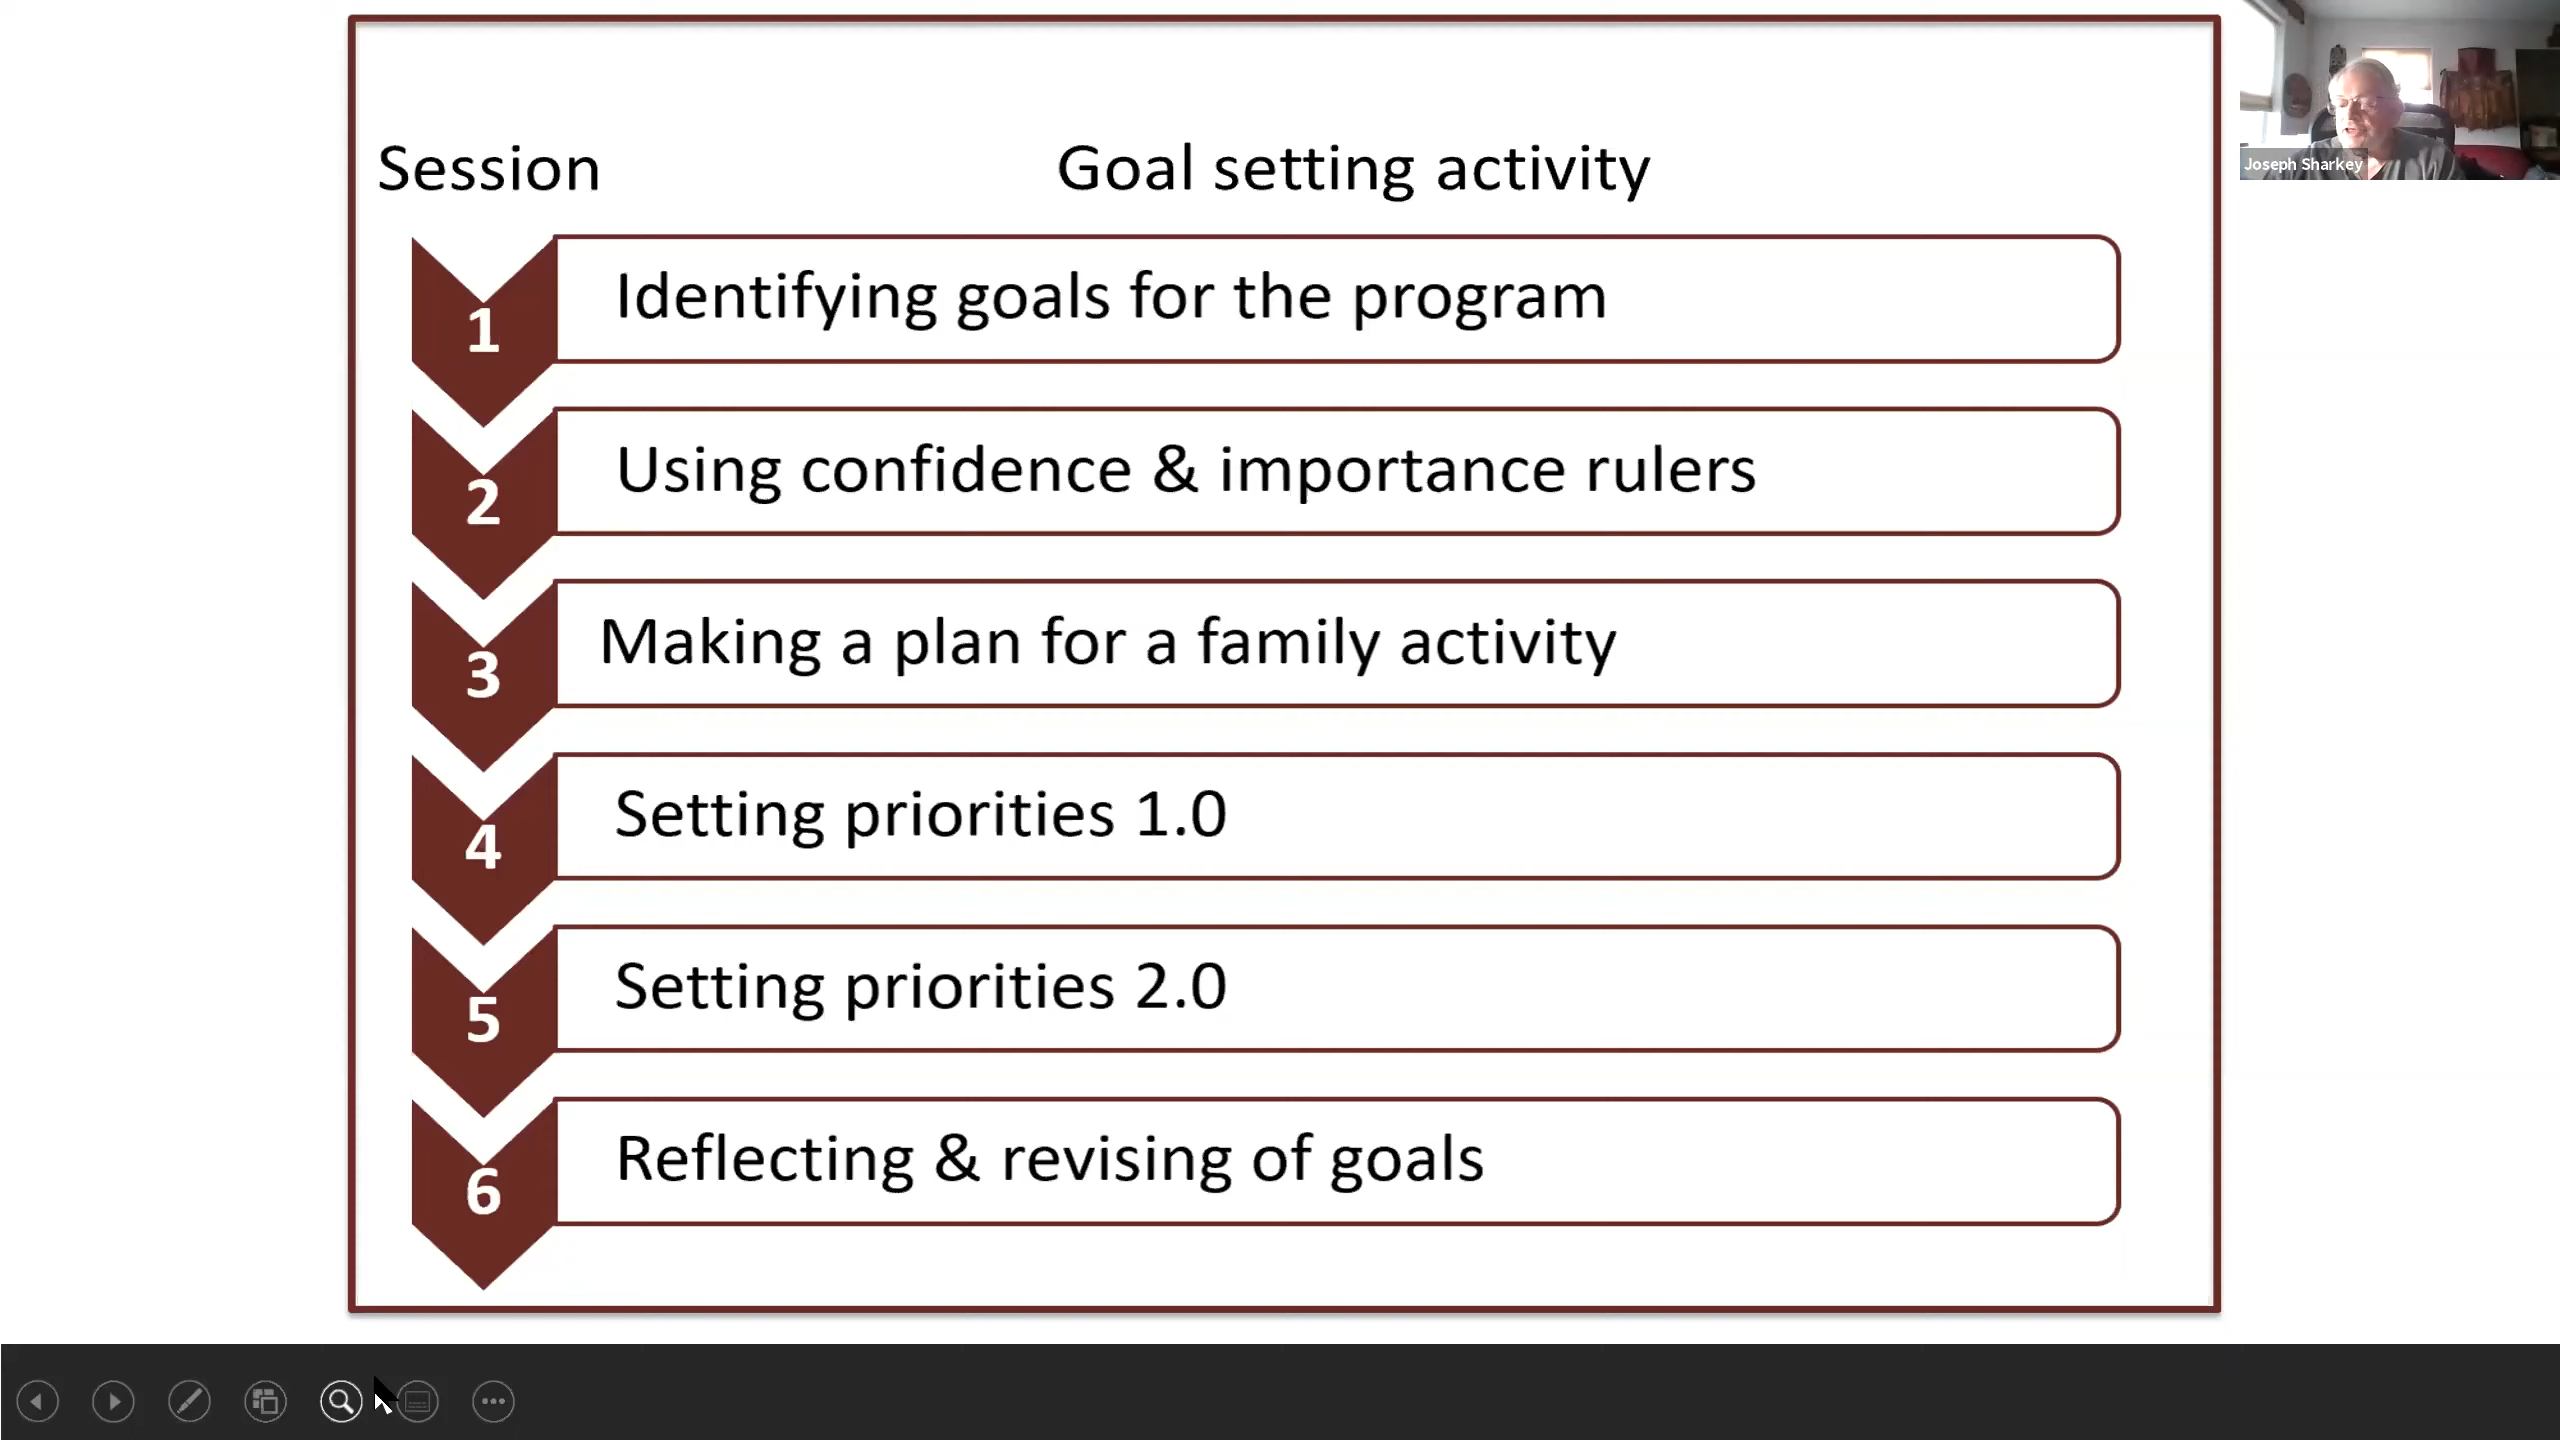 Session
Goal setting activity
1
Identifying goals for the program
2
Using confidence & importance rulers
3
Making a plan for a family activity
4
Setting priorities 1.0
5
Setting priorities 2.0
6
Reflecting & revising of goals
Joseph Sharkey